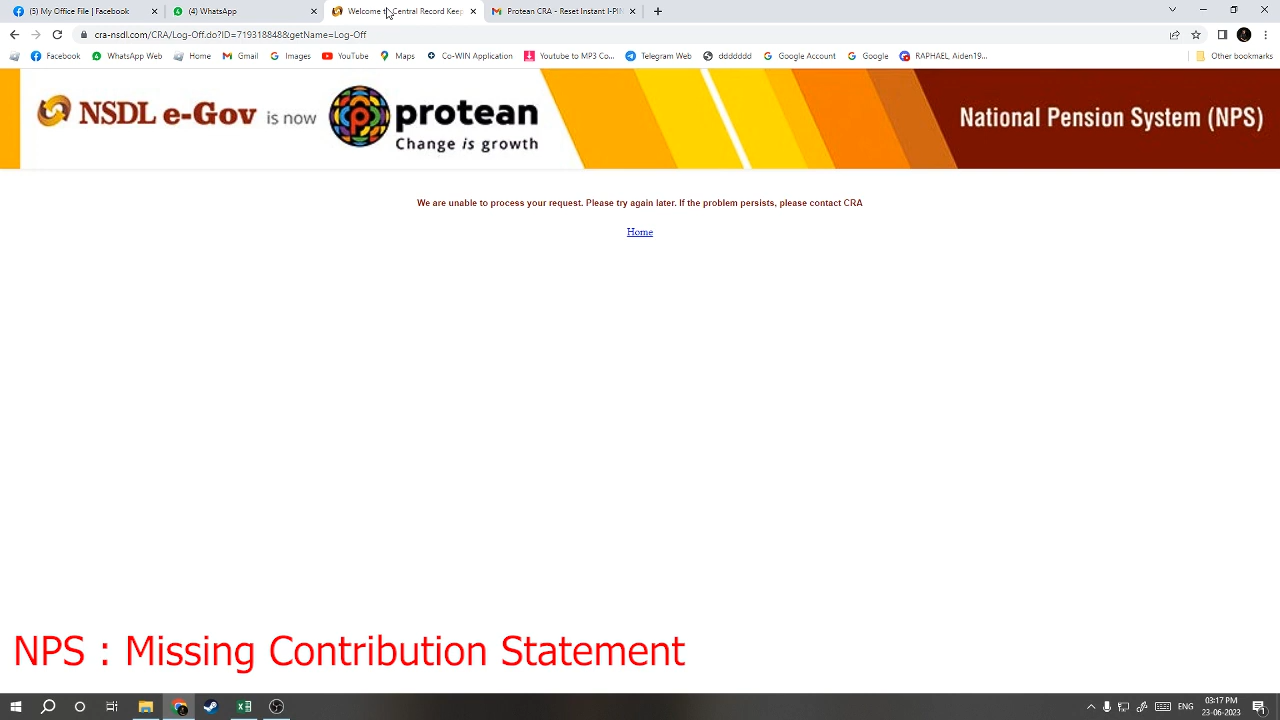 (5) My Office File | Facebook
(4) WhatsApp
Welcome to Central Record Keep
Protean CRA - Reset Instant I-PIN
cra-nsdl.com/CRA/Log-Off.do?ID=719318848&getName=Log-Off
Facebook
WhatsApp Web
Home
Gmail
Images
YouTube
Maps
Co-WIN Application
Youtube to MP3 Co...
Telegram Web
ddddddd
Google Account
Google
RAPHAEL, Aiden19...
Other bookmarks
NSDL e-Gov is now protean
Change is growth
National Pension System (NPS)
We are unable to process your request. Please try again later. If the problem persists, please contact CRA
Home
NPS : Missing Contribution Statement
ENG
03:17 PM
23-06-2023